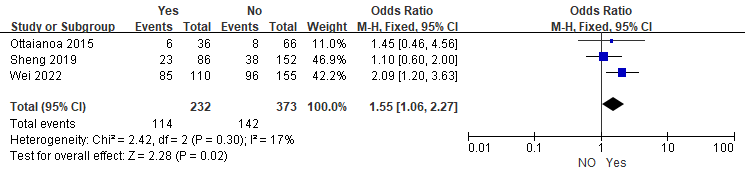 Yes No Odds Ratio Odds Ratio
Study or Subgroup Events Total Events Total Weight M-H, Fixed, 95% CI M-H, Fixed, 95% CI
Ottaianoa 2015 6 36 8 66 11.0% 1.45 [0.46, 4.56]
Sheng 2019 23 86 38 152 46.9% 1.10 [0.60, 2.00]
Wei 2022 85 110 96 155 42.2% 2.09 [1.20, 3.63]
Total (95% CI) 232 373 100.0% 1.55 [1.06, 2.27]
Total events 114 142
Heterogeneity: Chi² = 2.42, df = 2 (P = 0.30); I² = 17%
Test for overall effect: Z = 2.28 (P = 0.02)
0.01 0.1 1 10 100
NO Yes